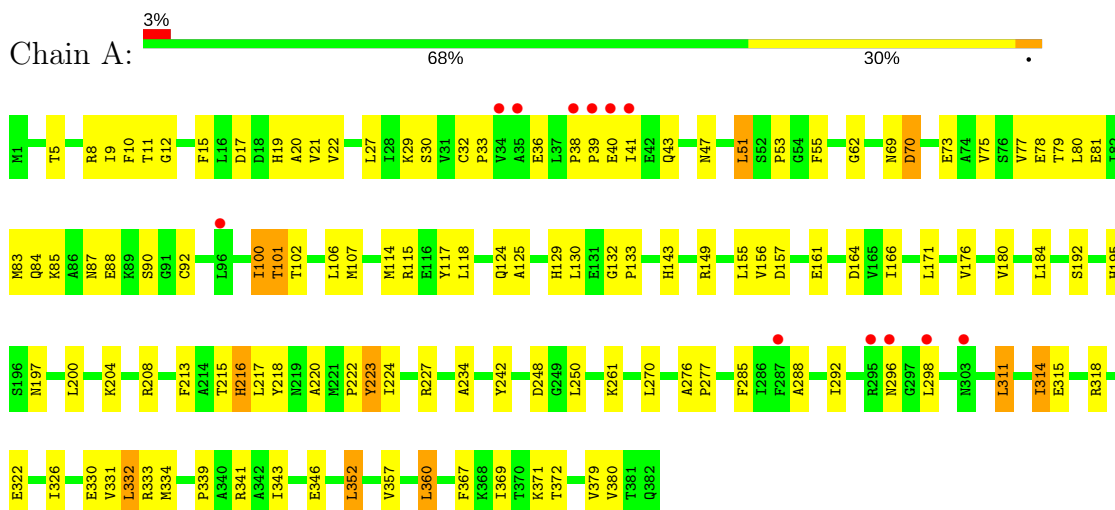 3%
Chain A:
68% 30% •
M1 T5 R8 I9 F10 T11 G12 F15 L16 D17 D18 H19 A20 V21 V22 L27 I28 K29 S30 V31 C32 P33 V34 A35 E36 L37 P38 P39 E40 I41 E42 Q43 N47 L51 S52 P53 G54 F55 G62 N69 D70 E73 A74 V75 S76 V77 E78 T79 L80 E81 I82
M83 Q84 K85 A86 N87 E88 K89 S90 G91 C92 L96 I100 T101 T102 L106 M107 M114 R115 E116 Y117 L118 Q124 A125 H129 L130 E131 G132 P133 H143 R149 L155 V156 D157 E161 D164 V165 I166 L171 V176 V180 L184 S192 H195
S196 N197 L200 K204 R208 F213 A214 T215 H216 L217 Y218 N219 A220 M221 P222 Y223 I224 R227 A234 Y242 D248 G249 L250 K261 L270 A276 P277 F285 I286 F287 A288 I292 R295 N296 G297 L298 N303 L311 I314 E315 R318
E322 I326 E330 V331 L332 R333 M334 P339 A340 R341 A342 I343 E346 L352 V357 L360 F367 K368 I369 T370 K371 T372 V379 V380 T381 Q382